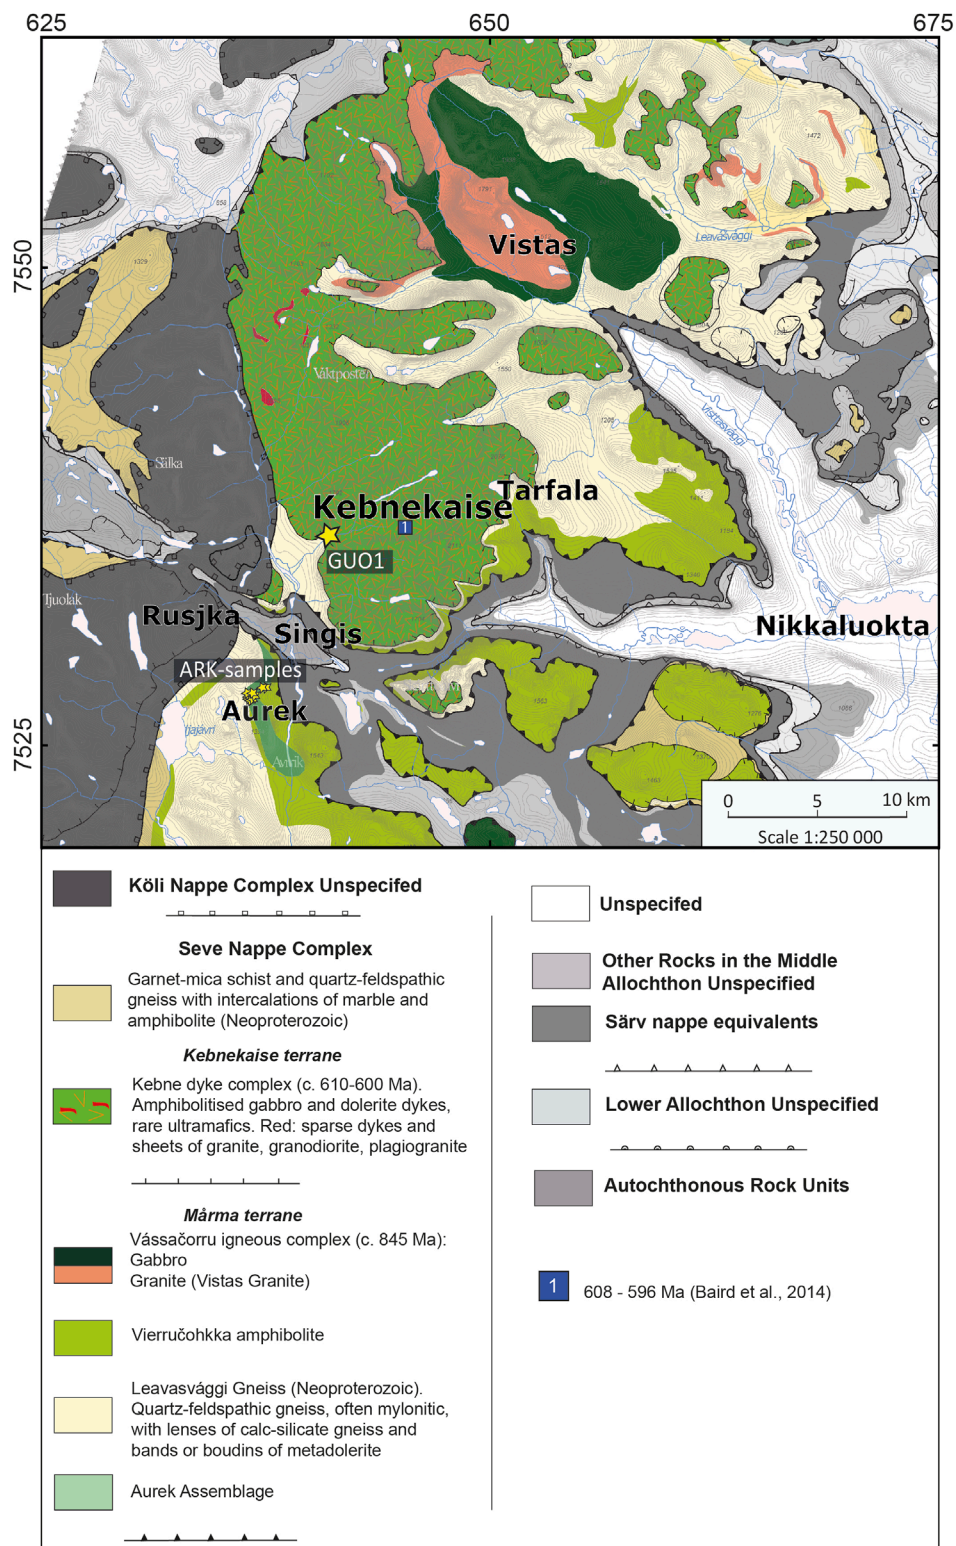 625
650
675
7550
7525
Vistas
Leavasvággi
Vaktposten
Vistasvággi
Sälka
Tarfala
Kebnekaise
1
GUO1
Tjuolak
Rusjka
Singis
Nikkaluokta
ARK-samples
Aurek
0 5 10 km
Scale 1:250 000
Köli Nappe Complex Unspecifed
Seve Nappe Complex
Garnet-mica schist and quartz-feldspathic
gneiss with intercalations of marble and
amphibolite (Neoproterozoic)
Kebnekaise terrane
Kebne dyke complex (c. 610-600 Ma).
Amphibolitised gabbro and dolerite dykes,
rare ultramafics. Red: sparse dykes and
sheets of granite, granodiorite, plagiogranite
Mårma terrane
Vássačorru igneous complex (c. 845 Ma):
Gabbro
Granite (Vistas Granite)
Vierručohkka amphibolite
Leavasvággi Gneiss (Neoproterozoic).
Quartz-feldspathic gneiss, often mylonitic,
with lenses of calc-silicate gneiss and
bands or boudins of metadolerite
Aurek Assemblage
Unspecifed
Other Rocks in the Middle
Allochthon Unspecified
Särv nappe equivalents
Lower Allochthon Unspecified
Autochthonous Rock Units
1 608 - 596 Ma (Baird et al., 2014)